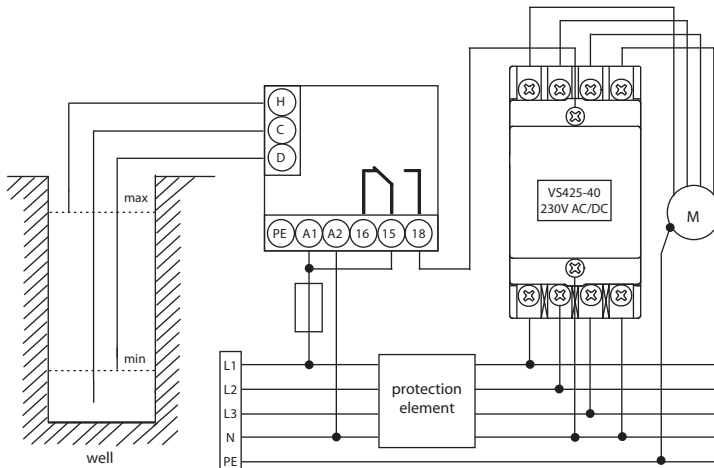 H
C
D
max
min
well
PE A1 A2 16 15 18
VS425-40
230V AC/DC
M
L1
L2
L3
N
PE
protection
element